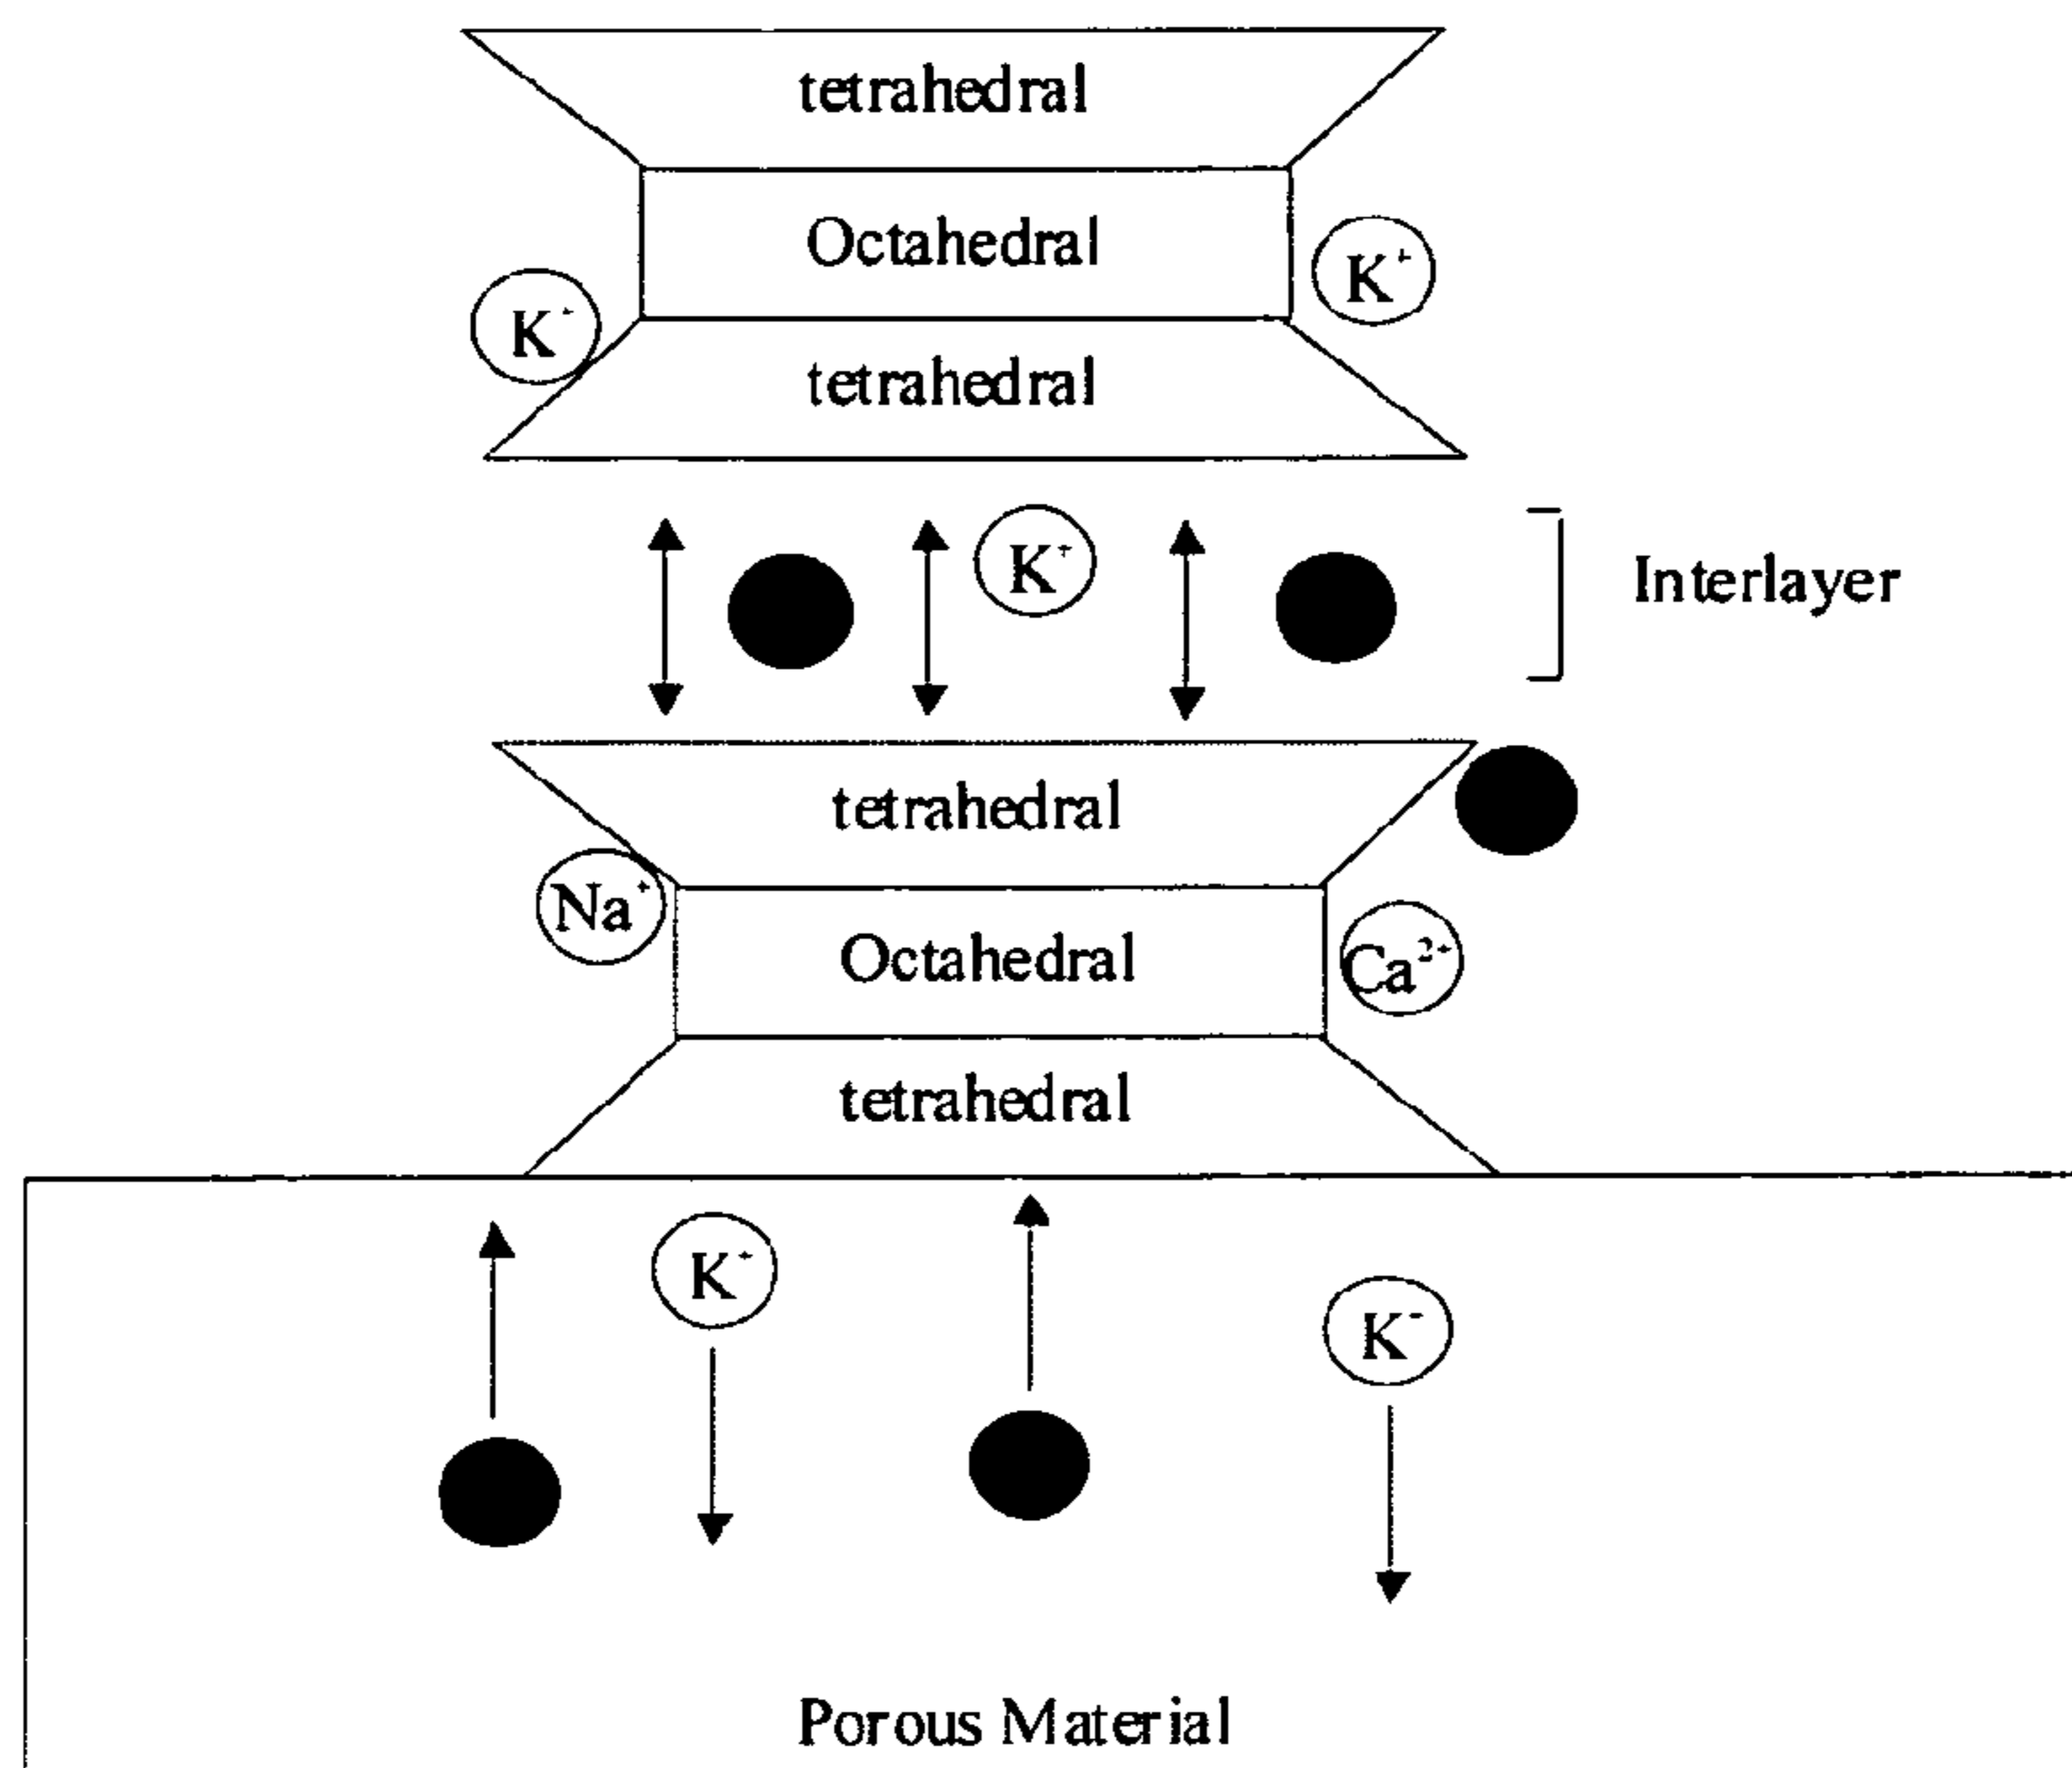 tetrahedral
Octahedral
K⁺
K⁺
tetrahedral
K⁺
Interlayer
tetrahedral
Na⁺
Octahedral
Ca²⁺
tetrahedral
K⁺
K⁻
Porous Material